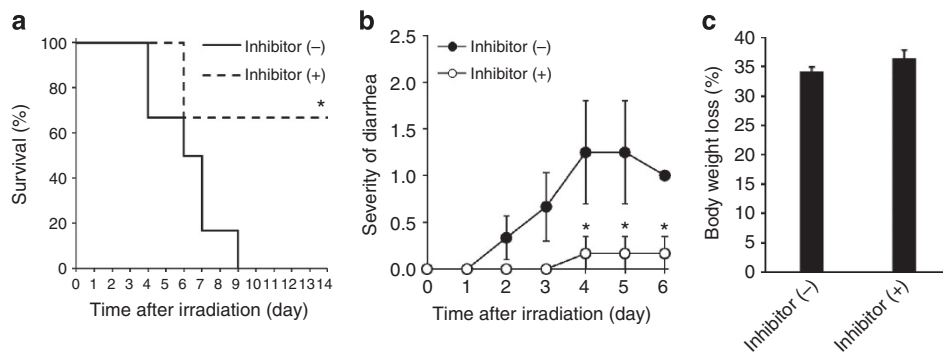 a
Inhibitor (–)
Inhibitor (+)
*
Survival (%)
100
80
60
40
20
0
0 1 2 3 4 5 6 7 8 9 10 11 12 13 14
Time after irradiation (day)
b
Inhibitor (–)
Inhibitor (+)
Severity of diarrhea
2.5
2.0
1.5
1.0
0.5
0.0
* * *
0 1 2 3 4 5 6
Time after irradiation (day)
c
Body weight loss (%)
40
35
30
35
20
15
10
5
0
Inhibitor (–)
Inhibitor (+)